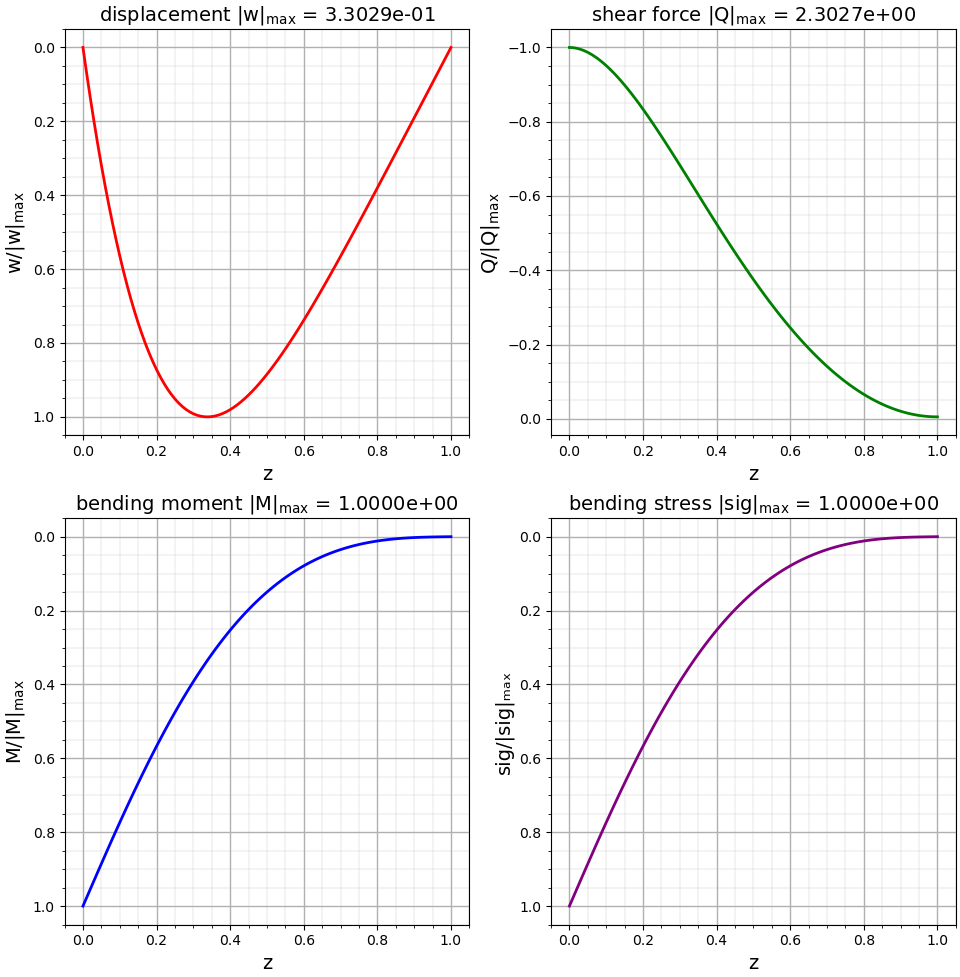 displacement |w|max = 3.3029e-01
w/|w|max
0.0
0.2
0.4
0.6
0.8
1.0
0.0 0.2 0.4 0.6 0.8 1.0
z
shear force |Q|max = 2.3027e+00
Q/|Q|max
−1.0
−0.8
−0.6
−0.4
−0.2
0.0
0.0 0.2 0.4 0.6 0.8 1.0
z
bending moment |M|max = 1.0000e+00
M/|M|max
0.0
0.2
0.4
0.6
0.8
1.0
0.0 0.2 0.4 0.6 0.8 1.0
z
bending stress |sig|max = 1.0000e+00
sig/|sig|max
0.0
0.2
0.4
0.6
0.8
1.0
0.0 0.2 0.4 0.6 0.8 1.0
z